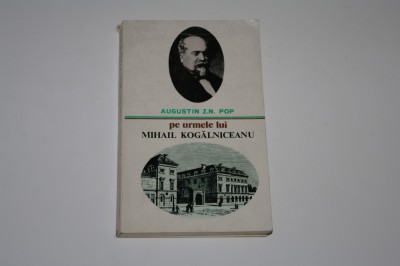 AUGUSTIN Z.N. POP
pe urmele lui
MIHAIL KOGĂLNICEANU